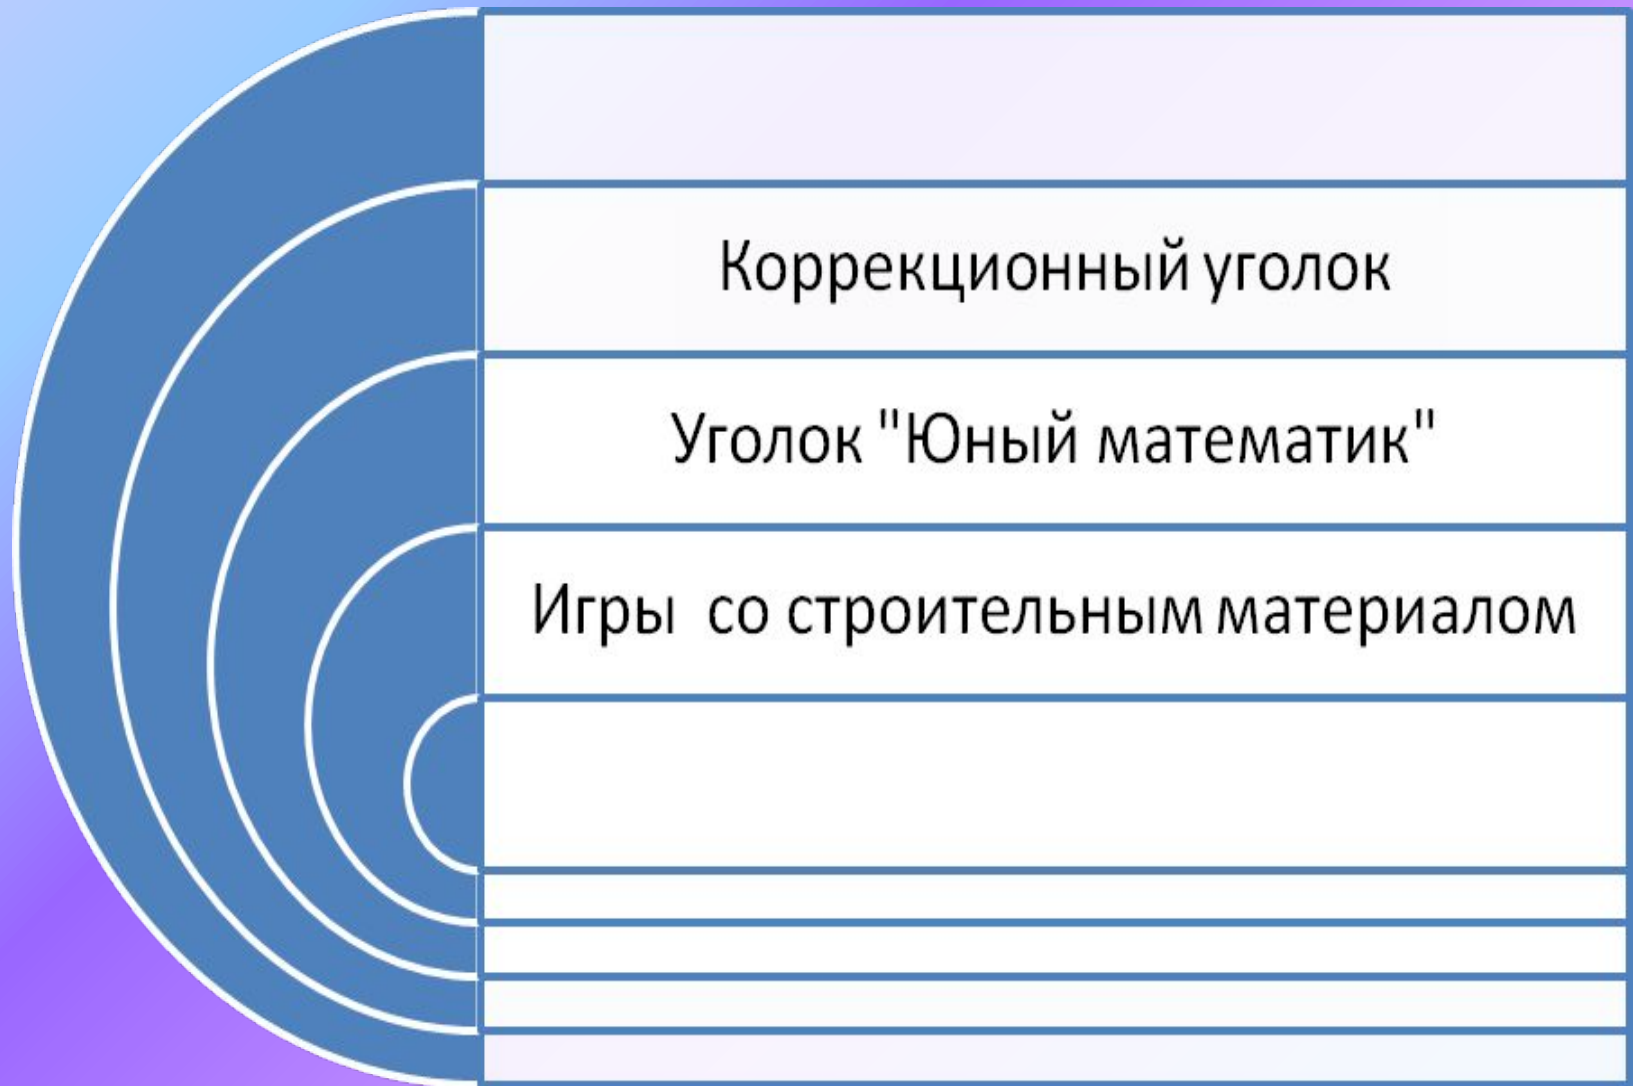 Коррекционный уголок
Уголок "Юный математик"
Игры со строительным материалом